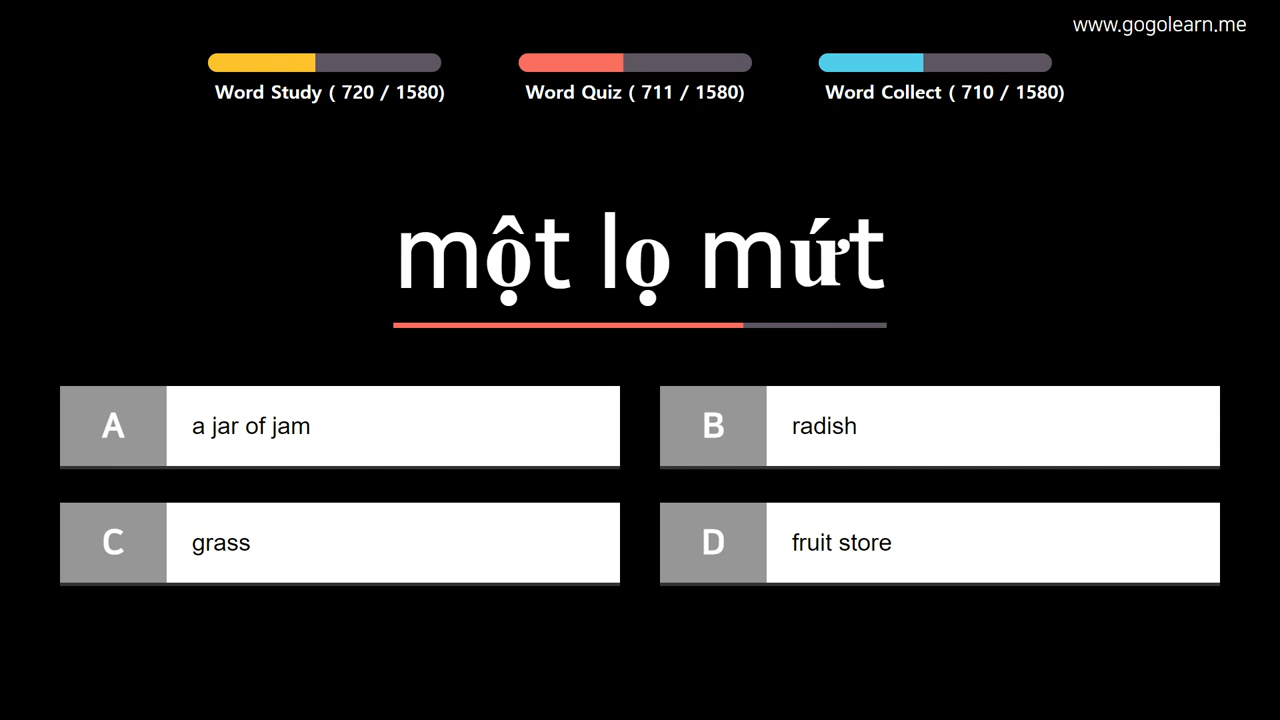 www.gogolearn.me
Word Study ( 720 / 1580)
Word Quiz ( 711 / 1580)
Word Collect ( 710 / 1580)
một lọ mứt
A a jar of jam
B radish
C grass
D fruit store